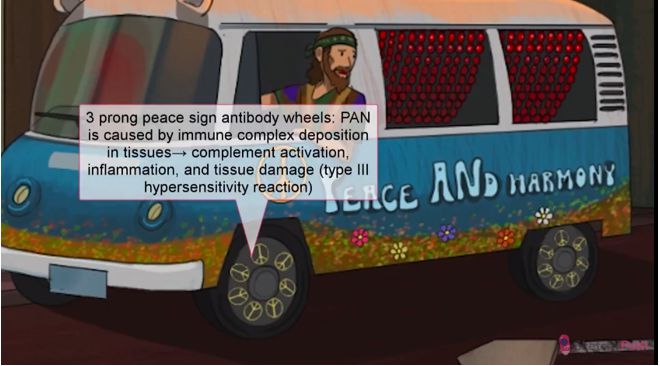 3 prong peace sign antibody wheels: PAN
is caused by immune complex deposition
in tissues→ complement activation,
inflammation, and tissue damage (type III
hypersensitivity reaction)
PEACE AND HARMONY